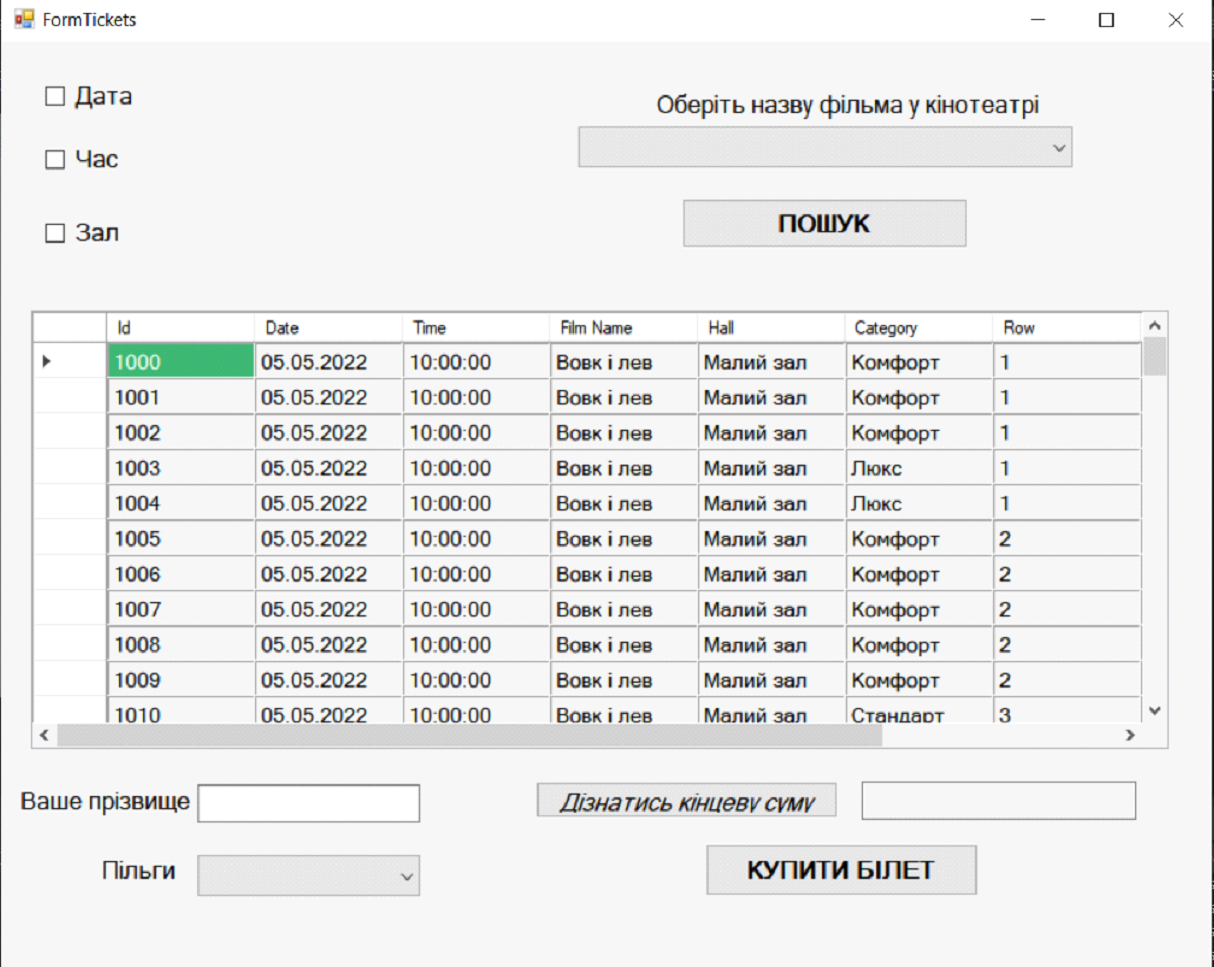 FormTickets
Дата
Оберіть назву фільма у кінотеатрі
Час
ПОШУК
Зал
Id Date Time Film Name Hall Category Row
1000 05.05.2022 10:00:00 Вовк і лев Малий зал Комфорт 1
1001 05.05.2022 10:00:00 Вовк і лев Малий зал Комфорт 1
1002 05.05.2022 10:00:00 Вовк і лев Малий зал Комфорт 1
1003 05.05.2022 10:00:00 Вовк і лев Малий зал Люкс 1
1004 05.05.2022 10:00:00 Вовк і лев Малий зал Люкс 1
1005 05.05.2022 10:00:00 Вовк і лев Малий зал Комфорт 2
1006 05.05.2022 10:00:00 Вовк і лев Малий зал Комфорт 2
1007 05.05.2022 10:00:00 Вовк і лев Малий зал Комфорт 2
1008 05.05.2022 10:00:00 Вовк і лев Малий зал Комфорт 2
1009 05.05.2022 10:00:00 Вовк і лев Малий зал Комфорт 2
1010 05.05.2022 10:00:00 Вовк і лев Малий зал Стандарт 3
Ваше прізвище
Дізнатись кінцеву суму
Пільги
КУПИТИ БІЛЕТ